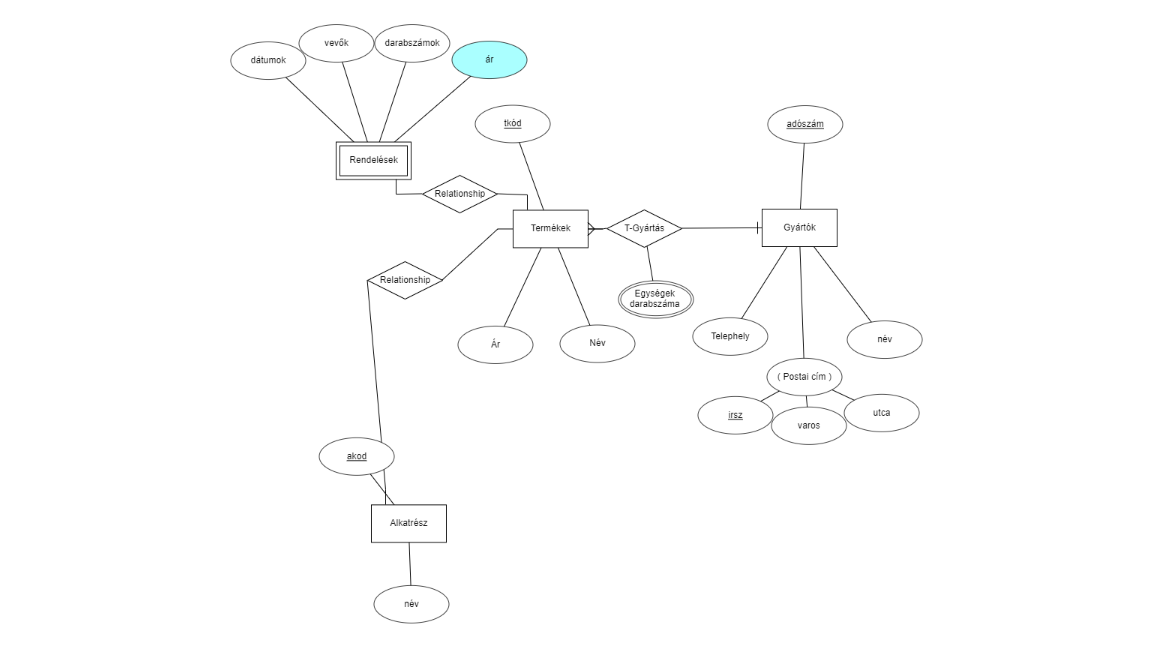 vevők
darabszámok
dátumok
ár
tkód
adószám
Rendelések
Relationship
Termékek
T-Gyártás
Gyártók
Relationship
Egységek
darabszáma
Ár
Név
Telephely
név
( Postai cím )
irsz
varos
utca
akod
Alkatrész
név